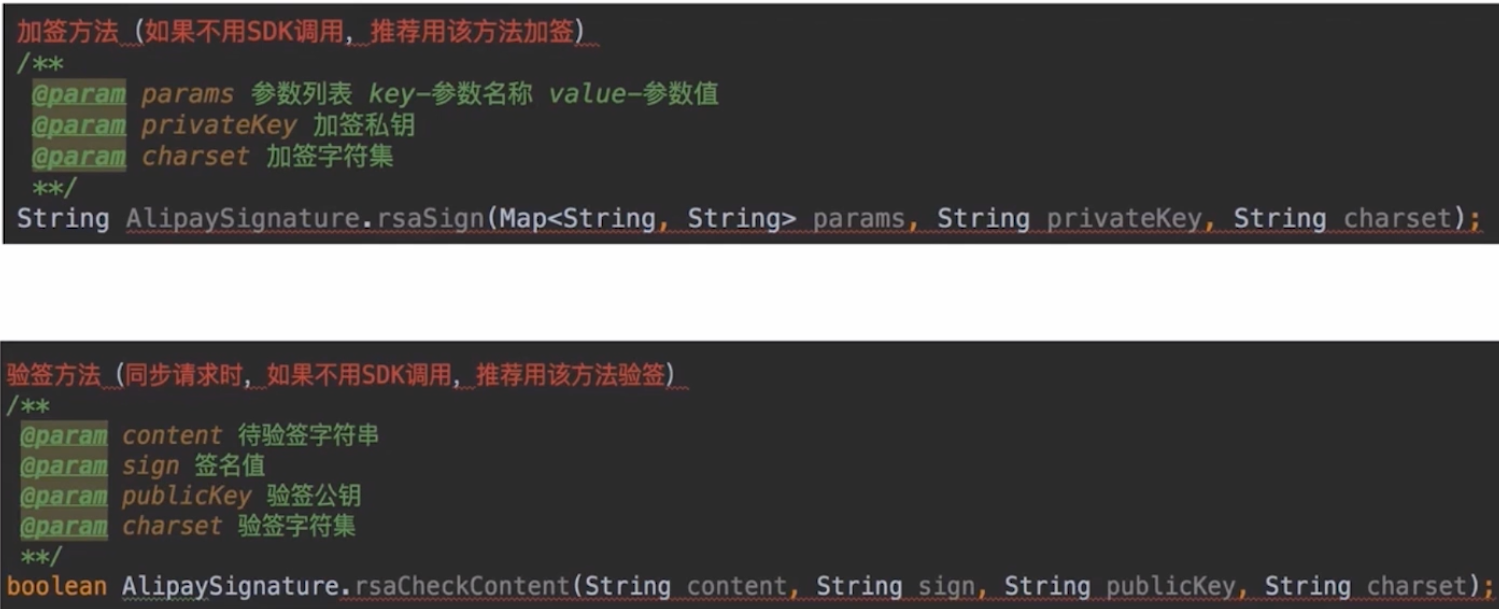 加签方法（如果不用SDK调用，推荐用该方法加签）
/**
@param params 参数列表 key-参数名称 value-参数值
@param privateKey 加签私钥
@param charset 加签字符集
**/
String AlipaySignature.rsaSign(Map<String, String> params, String privateKey, String charset);
验签方法（同步请求时，如果不用SDK调用，推荐用该方法验签）
/**
@param content 待验签字符串
@param sign 签名值
@param publicKey 验签公钥
@param charset 验签字符集
**/
boolean AlipaySignature.rsaCheckContent(String content, String sign, String publicKey, String charset);